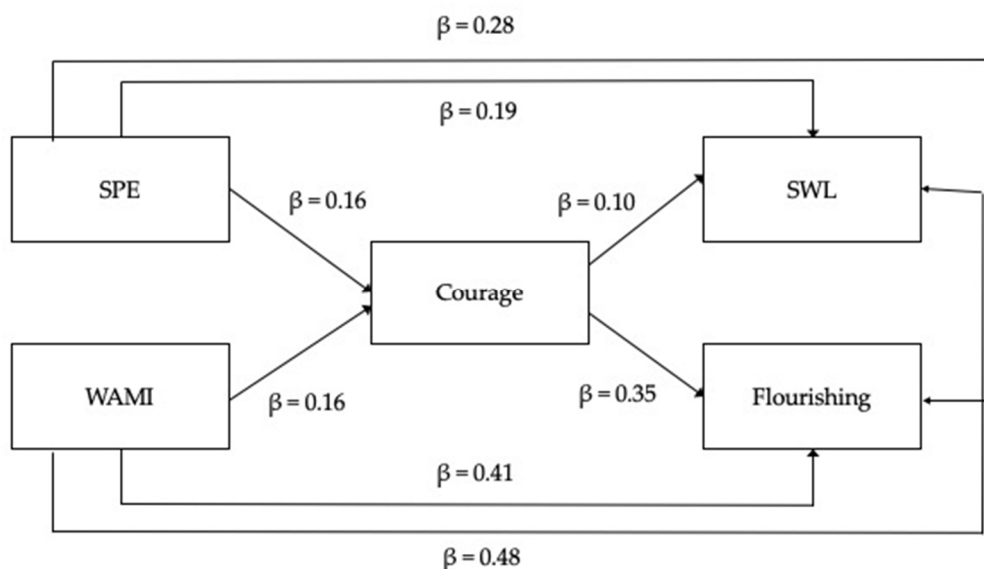 β = 0.28
β = 0.19
SPE
SWL
β = 0.16
β = 0.10
Courage
WAMI
β = 0.16
β = 0.35
Flourishing
β = 0.41
β = 0.48